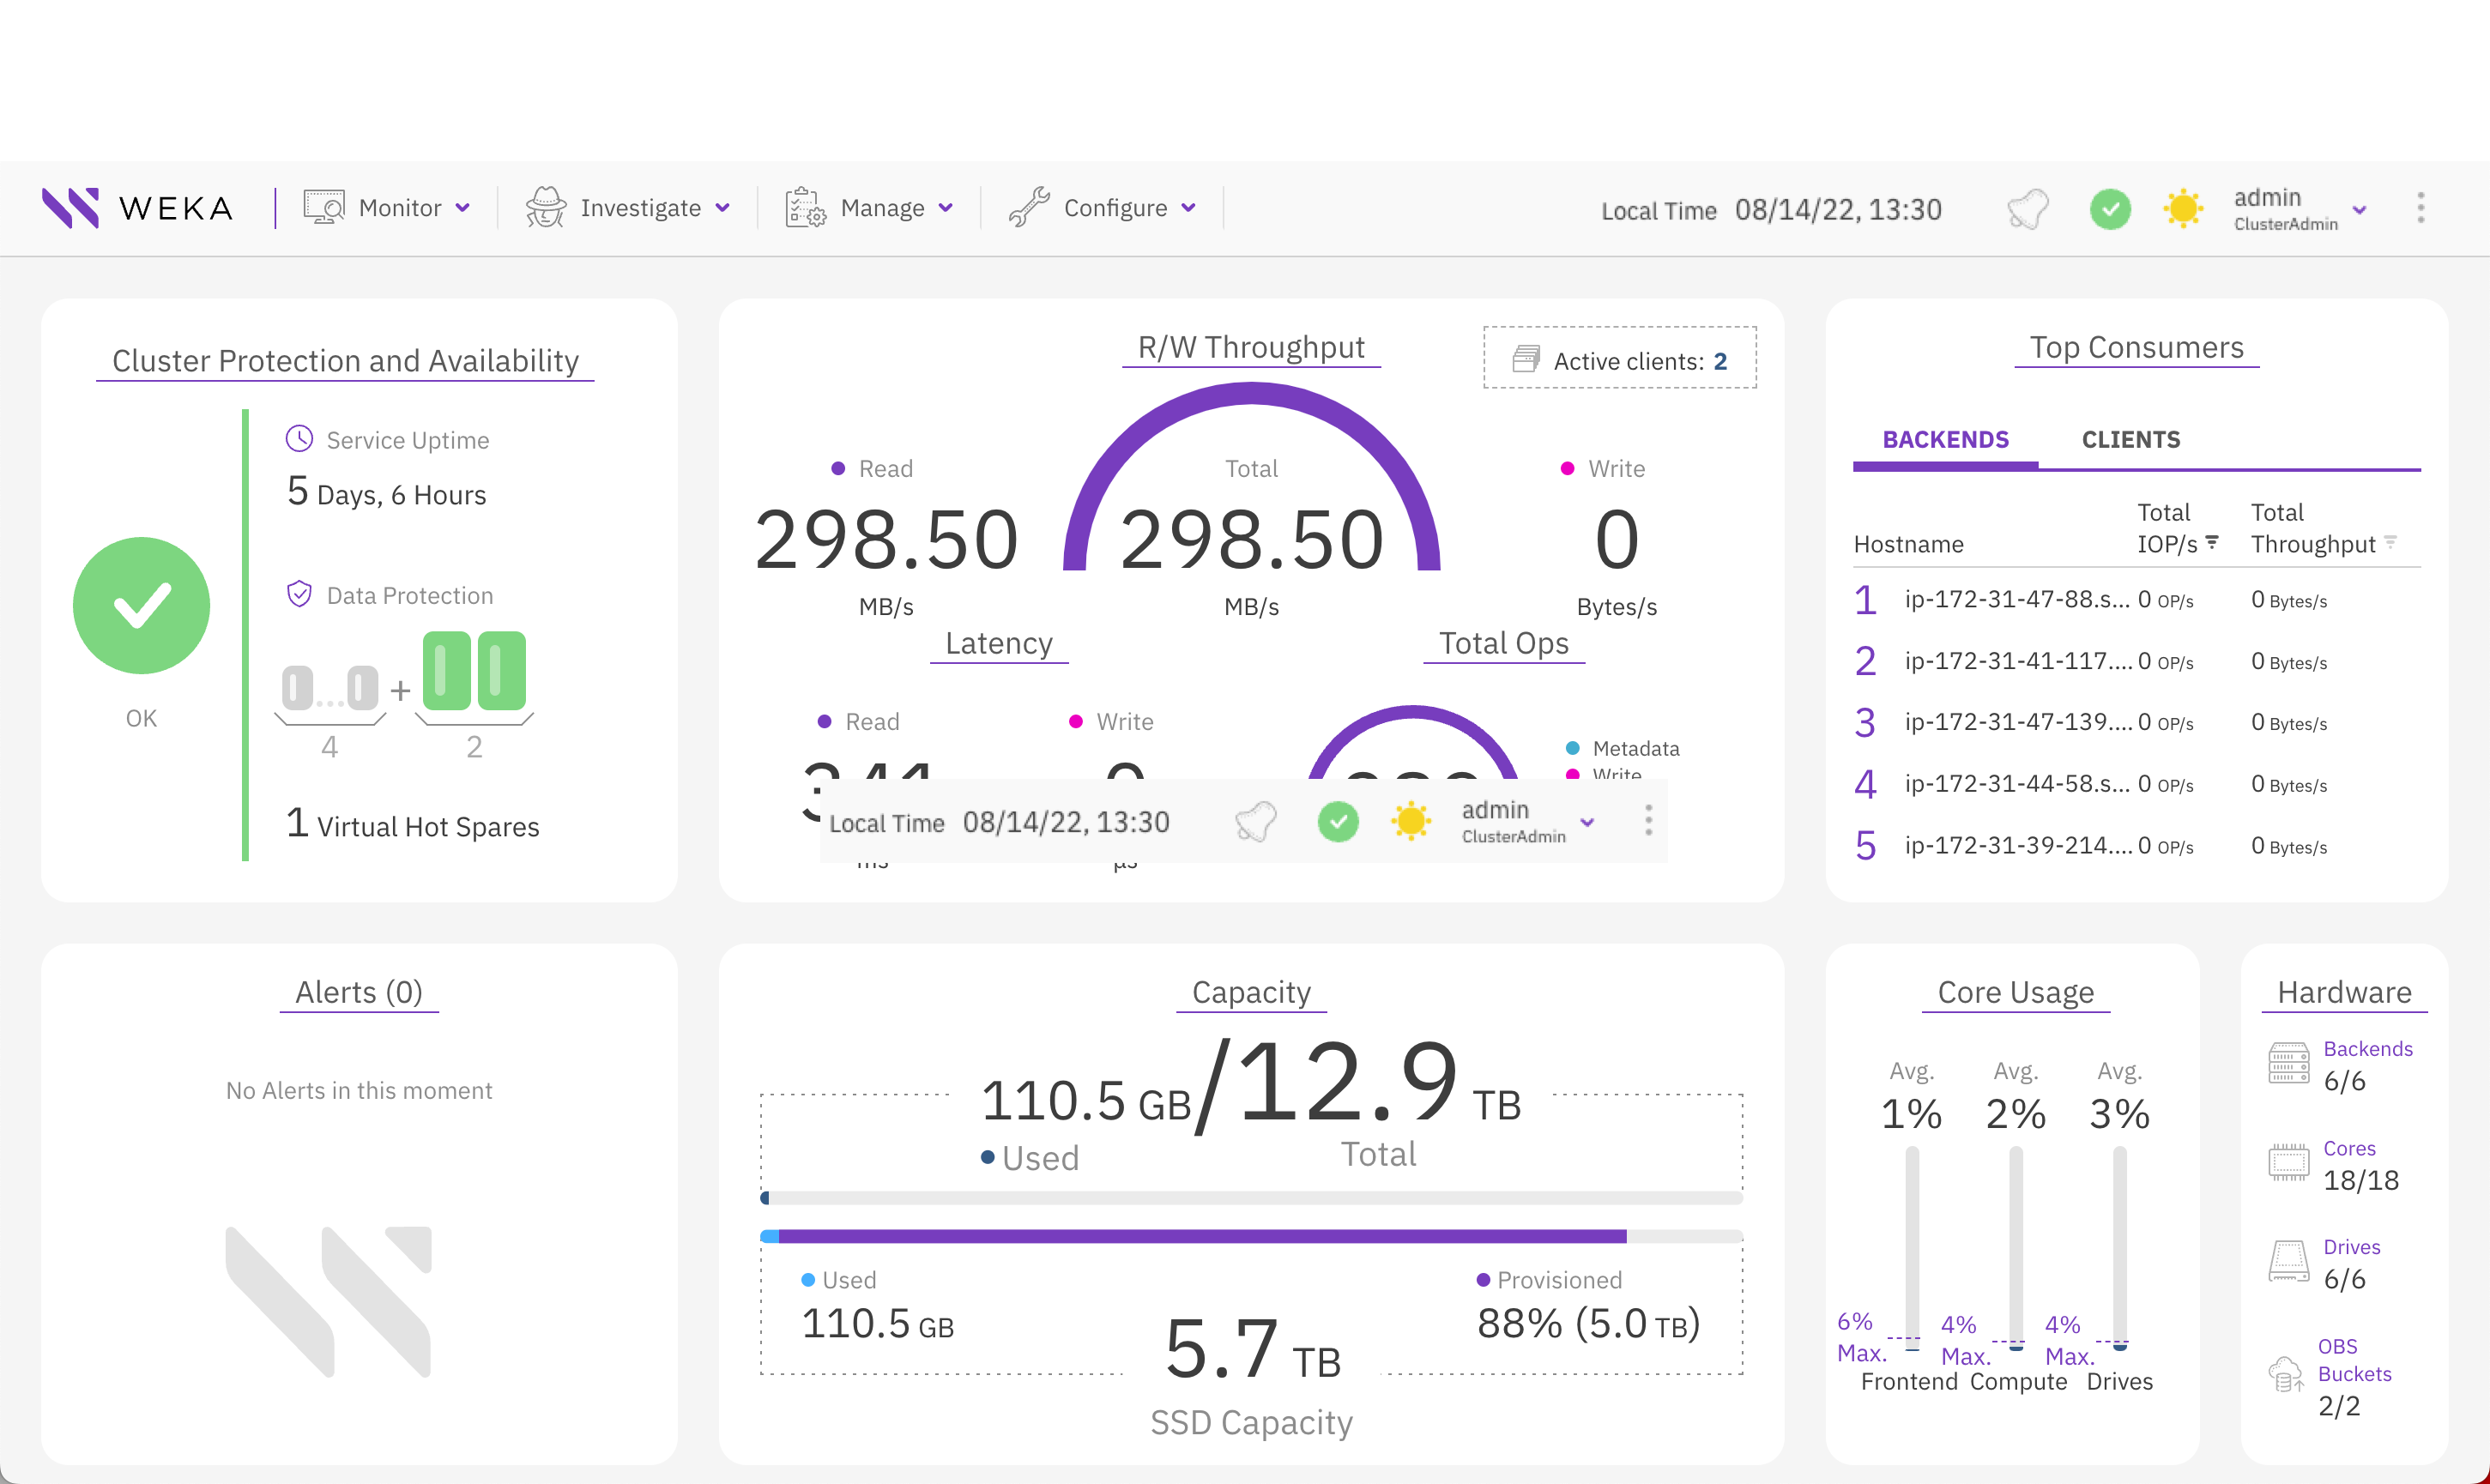 WEKA
Monitor
Investigate
Manage
Configure
Local Time 08/14/22, 13:30
admin
ClusterAdmin
Cluster Protection and Availability
Service Uptime
5 Days, 6 Hours
Data Protection
+
4 2
1 Virtual Hot Spares
OK
R/W Throughput
Active clients: 2
Read
298.50
MB/s
Total
298.50
MB/s
Write
0
Bytes/s
Latency
Read
Write
ms
µs
Total Ops
Metadata
Write
Local Time 08/14/22, 13:30
admin
ClusterAdmin
Top Consumers
BACKENDS CLIENTS
Hostname Total IOP/s Total Throughput
1 ip-172-31-47-88.s... 0 OP/s 0 Bytes/s
2 ip-172-31-41-117.... 0 OP/s 0 Bytes/s
3 ip-172-31-47-139.... 0 OP/s 0 Bytes/s
4 ip-172-31-44-58.s... 0 OP/s 0 Bytes/s
5 ip-172-31-39-214.... 0 OP/s 0 Bytes/s
Alerts (0)
No Alerts in this moment
Capacity
110.5 GB/12.9 TB
Used Total
Used
110.5 GB
Provisioned
88% (5.0 TB)
5.7 TB
SSD Capacity
Core Usage
Avg. Avg. Avg.
1% 2% 3%
6% Max. 4% Max. 4% Max.
Frontend Compute Drives
Hardware
Backends
6/6
Cores
18/18
Drives
6/6
OBS
Buckets
2/2